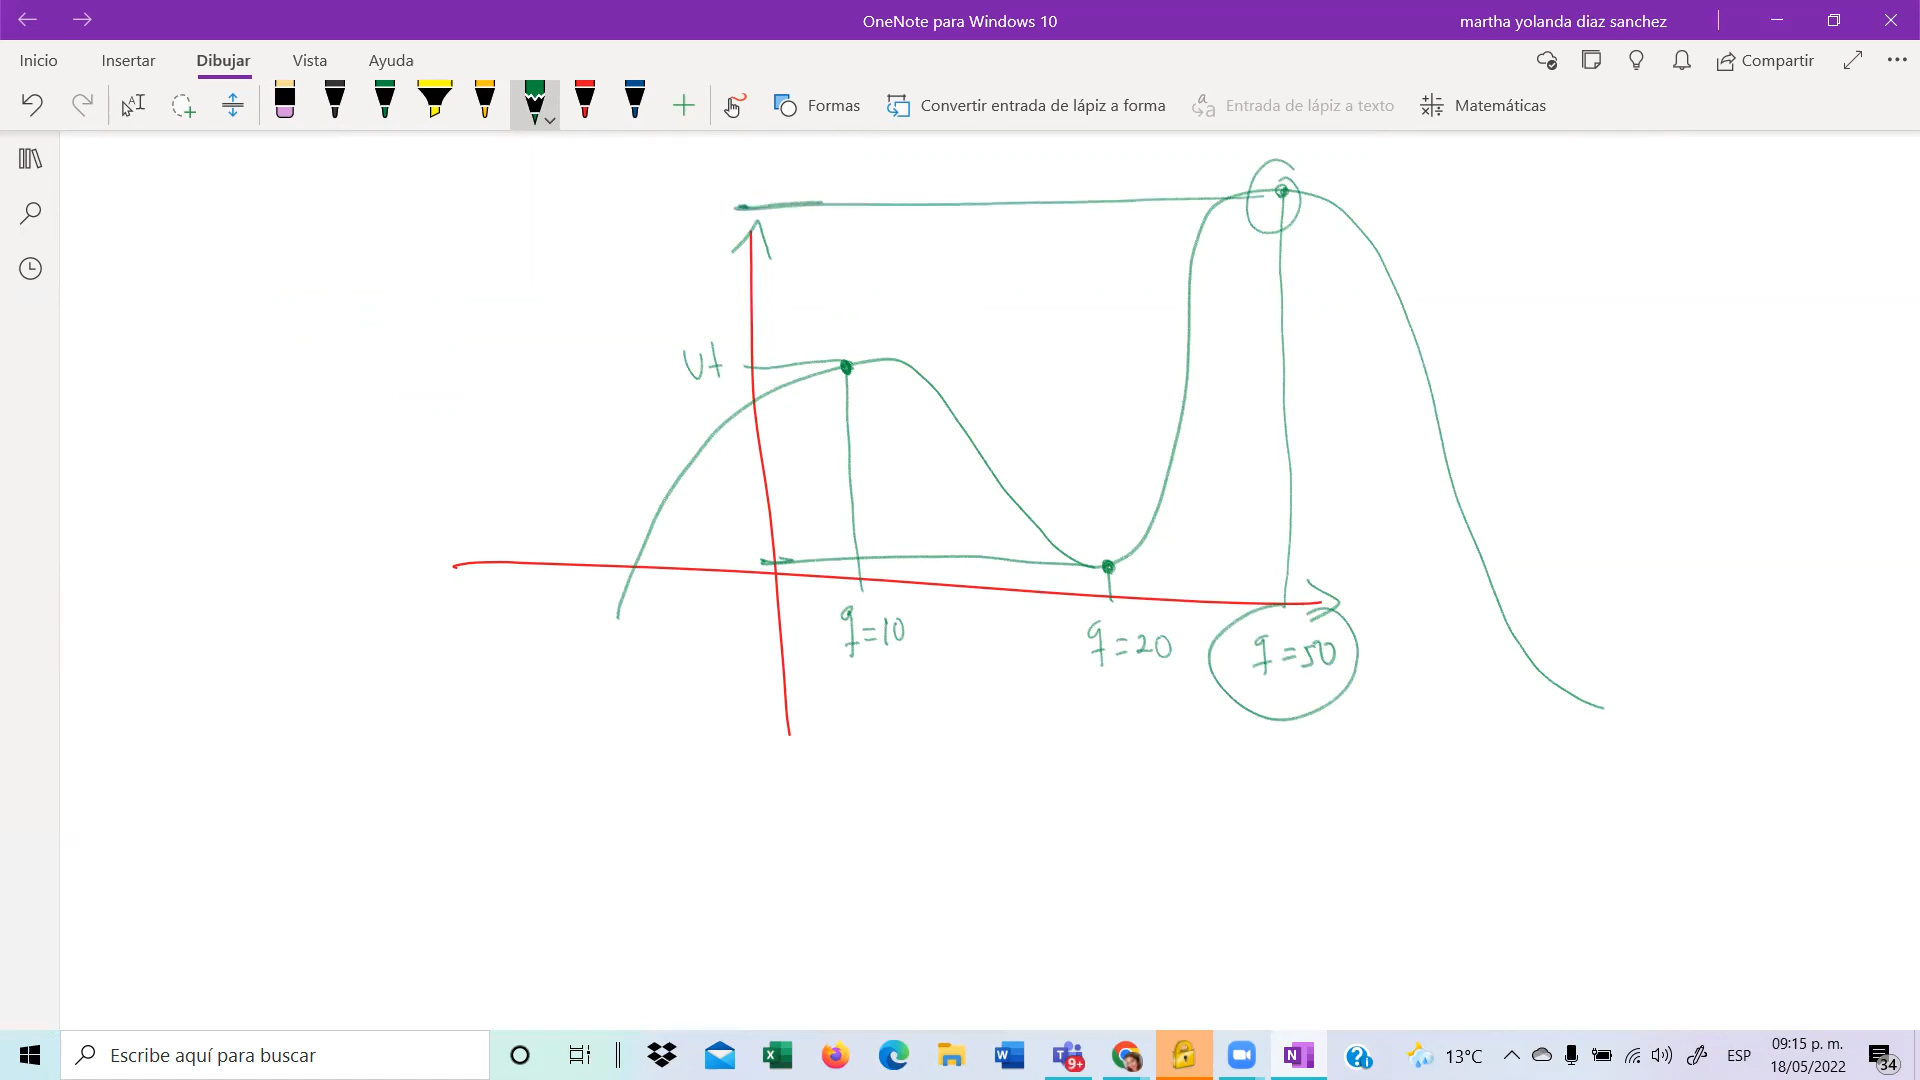 OneNote para Windows 10
martha yolanda diaz sanchez
Inicio
Insertar
Dibujar
Vista
Ayuda
Compartir
Formas
Convertir entrada de lápiz a forma
Entrada de lápiz a texto
Matemáticas
Ut
q=10
q=20
q=50
Escribe aquí para buscar
9+
13°C
ESP
09:15 p. m.
18/05/2022
34